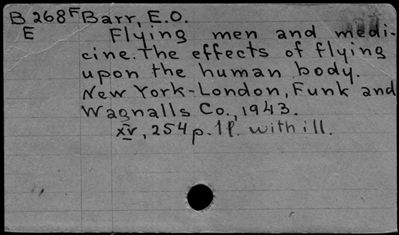 B 268F Barr, E.O.
E Flying men and medi-
cine. The effects of flying
upon the human body.
New York-London, Funk and
Wagnalls Co., 1943.
xv, 254 p. 1 l. with ill.